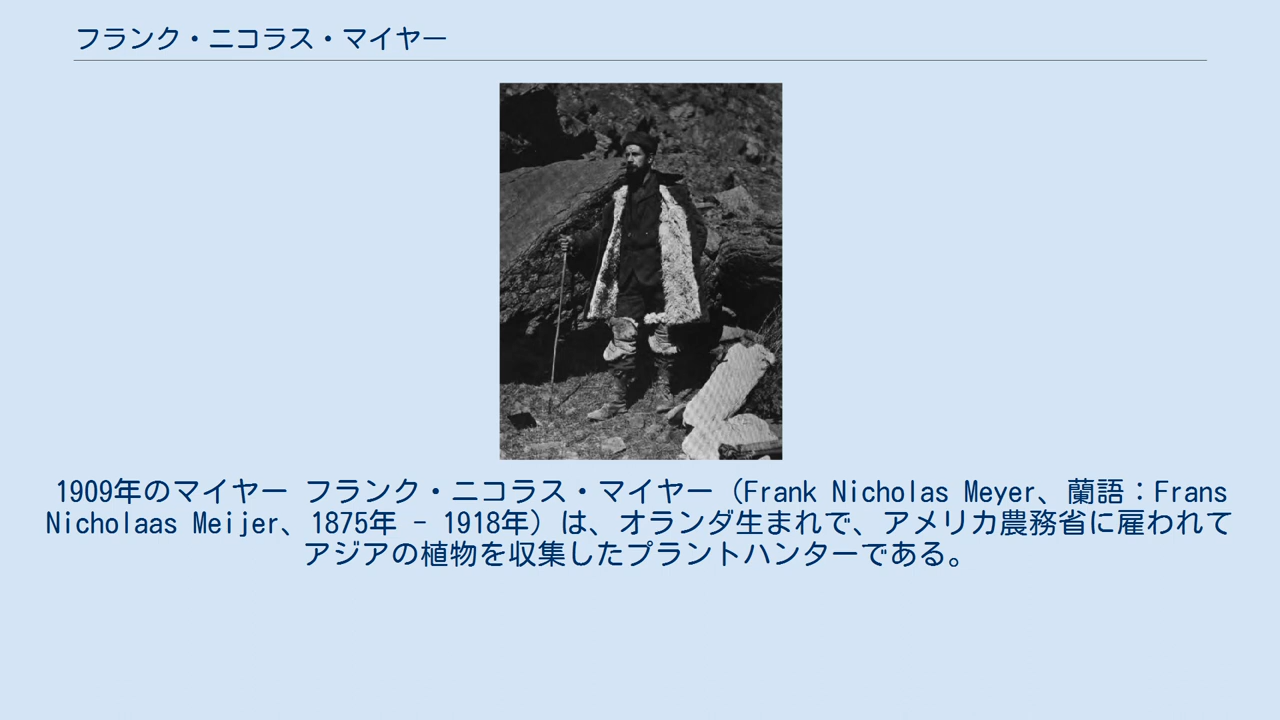 フランク・ニコラス・マイヤー
1909年のマイヤー フランク・ニコラス・マイヤー（Frank Nicholas Meyer、蘭語：Frans
Nicholaas Meijer、1875年 - 1918年）は、オランダ生まれで、アメリカ農務省に雇われて
アジアの植物を収集したプラントハンターである。